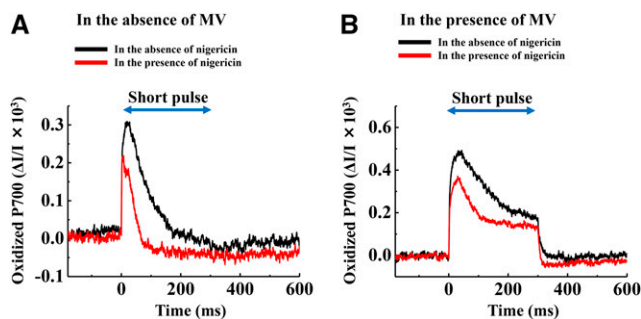 A
In the absence of MV
In the absence of nigericin
In the presence of nigericin
Short pulse
Oxidized P700 (ΔI/I × 10³)
0.3
0.2
0.1
0.0
-0.1
0 200 400 600
Time (ms)
B
In the presence of MV
In the absence of nigericin
In the presence of nigericin
Short pulse
Oxidized P700 (ΔI/I × 10³)
0.6
0.4
0.2
0.0
0 200 400 600
Time (ms)